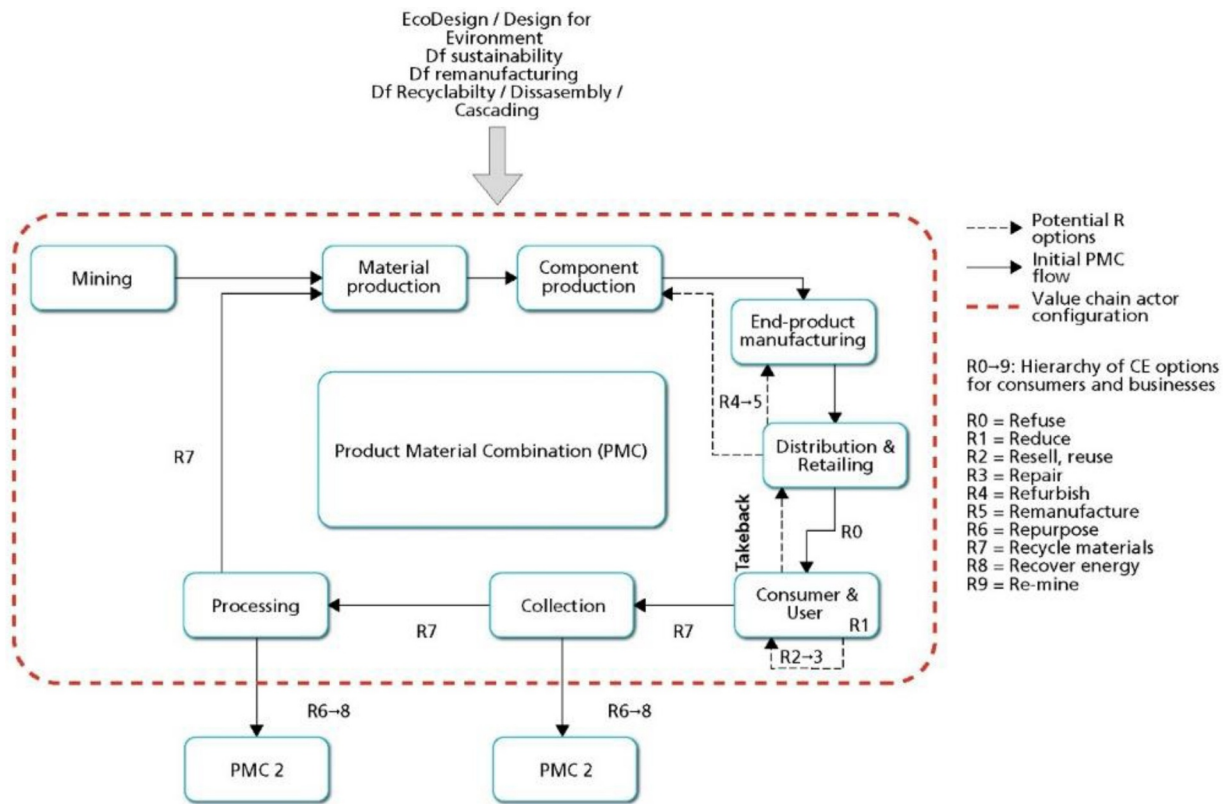 EcoDesign / Design for
Evironment
Df sustainability
Df remanufacturing
Df Recyclabilty / Dissasembly /
Cascading
Mining
Material
production
Component
production
End-product
manufacturing
R4→5
Product Material Combination (PMC)
Distribution &
Retailing
R7
Takeback
R0
Processing
Collection
Consumer &
User
R1
R7
R7
R2→3
R6→8
R6→8
PMC 2
PMC 2
Potential R
options
Initial PMC
flow
Value chain actor
configuration
R0→9: Hierarchy of CE options
for consumers and businesses
R0 = Refuse
R1 = Reduce
R2 = Resell, reuse
R3 = Repair
R4 = Refurbish
R5 = Remanufacture
R6 = Repurpose
R7 = Recycle materials
R8 = Recover energy
R9 = Re-mine